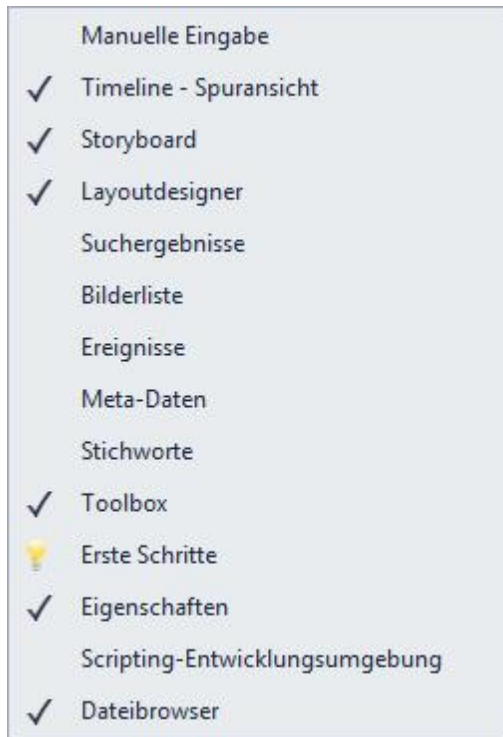 Manuelle Eingabe
Timeline - Spuransicht
Storyboard
Layoutdesigner
Suchergebnisse
Bilderliste
Ereignisse
Meta-Daten
Stichworte
Toolbox
Erste Schritte
Eigenschaften
Scripting-Entwicklungsumgebung
Dateibrowser